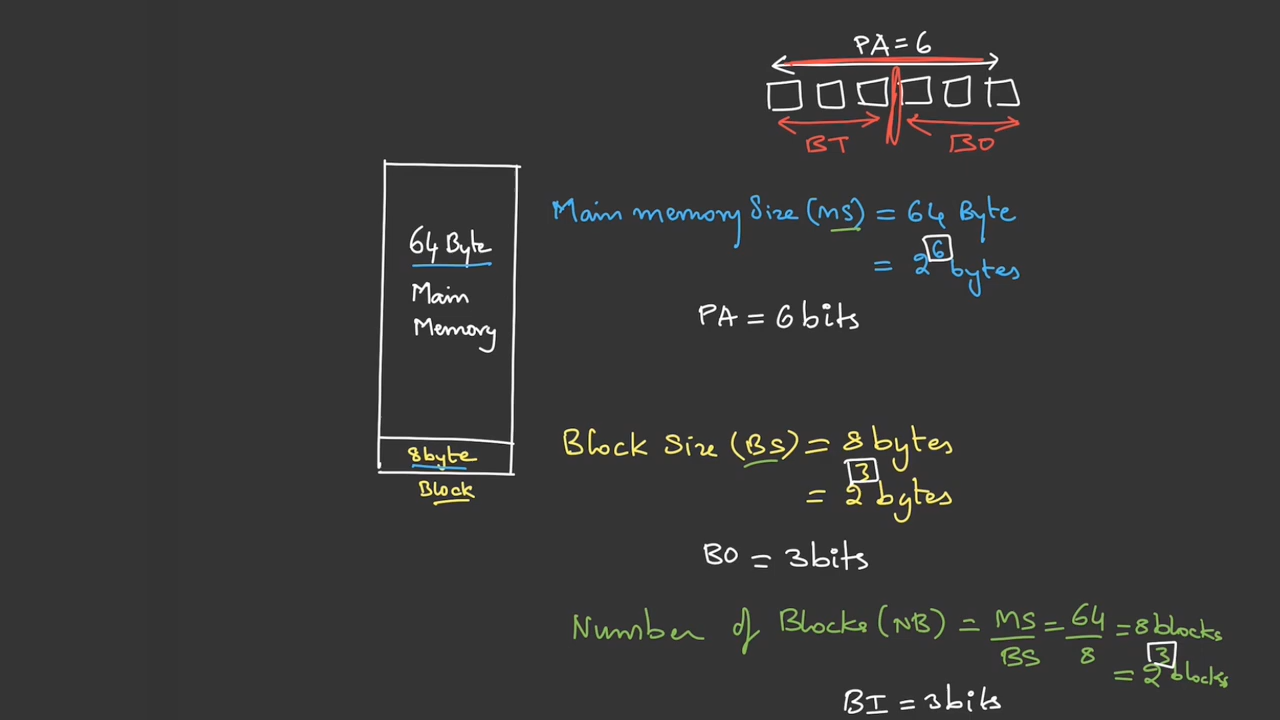 PA = 6
BT BO
64 Byte
Main
Memory
8byte
Block
Main memory Size (MS) = 64 Byte
= 2^6 bytes
PA = 6 bits
Block Size (BS) = 8 bytes
= 2^3 bytes
BO = 3 bits
Number of Blocks (NB) = MS/BS = 64/8 = 8 blocks
= 2^3 blocks
BI = 3 bits